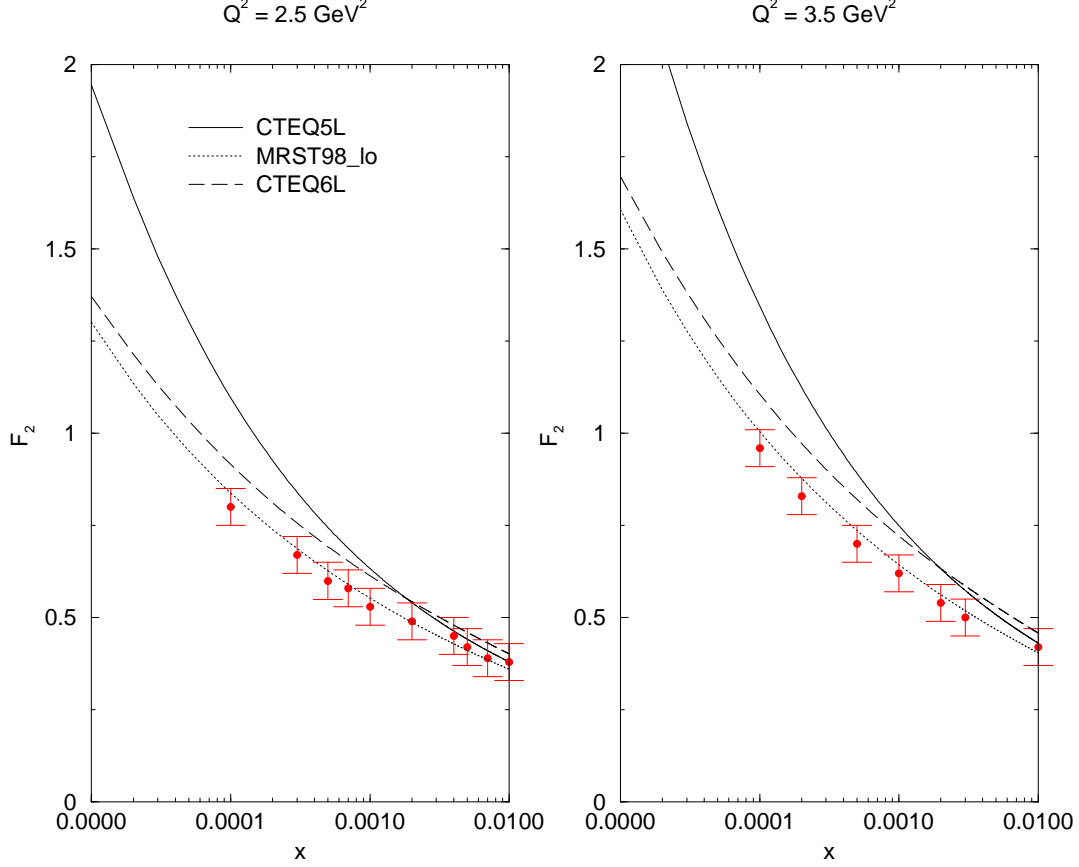 Q² = 2.5 GeV²
Q² = 3.5 GeV²
2
1.5
1
0.5
0
F₂
CTEQ5L
MRST98_lo
CTEQ6L
0.0000 0.0001 0.0010 0.0100
x
2
1.5
1
0.5
0
F₂
0.0000 0.0001 0.0010 0.0100
x